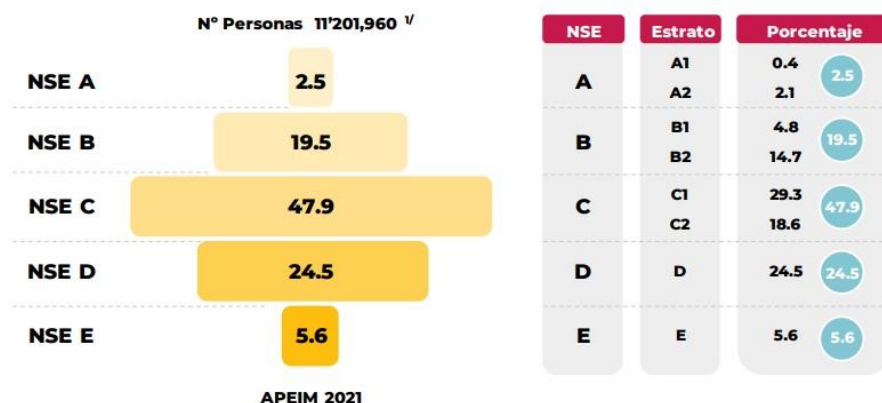 Nº Personas 11'201,960 1/
NSE A 2.5
NSE B 19.5
NSE C 47.9
NSE D 24.5
NSE E 5.6
APEIM 2021
NSE Estrato Porcentaje
A A1 0.4 2.5
A2 2.1
B B1 4.8 19.5
B2 14.7
C C1 29.3 47.9
C2 18.6
D D 24.5 24.5
E E 5.6 5.6